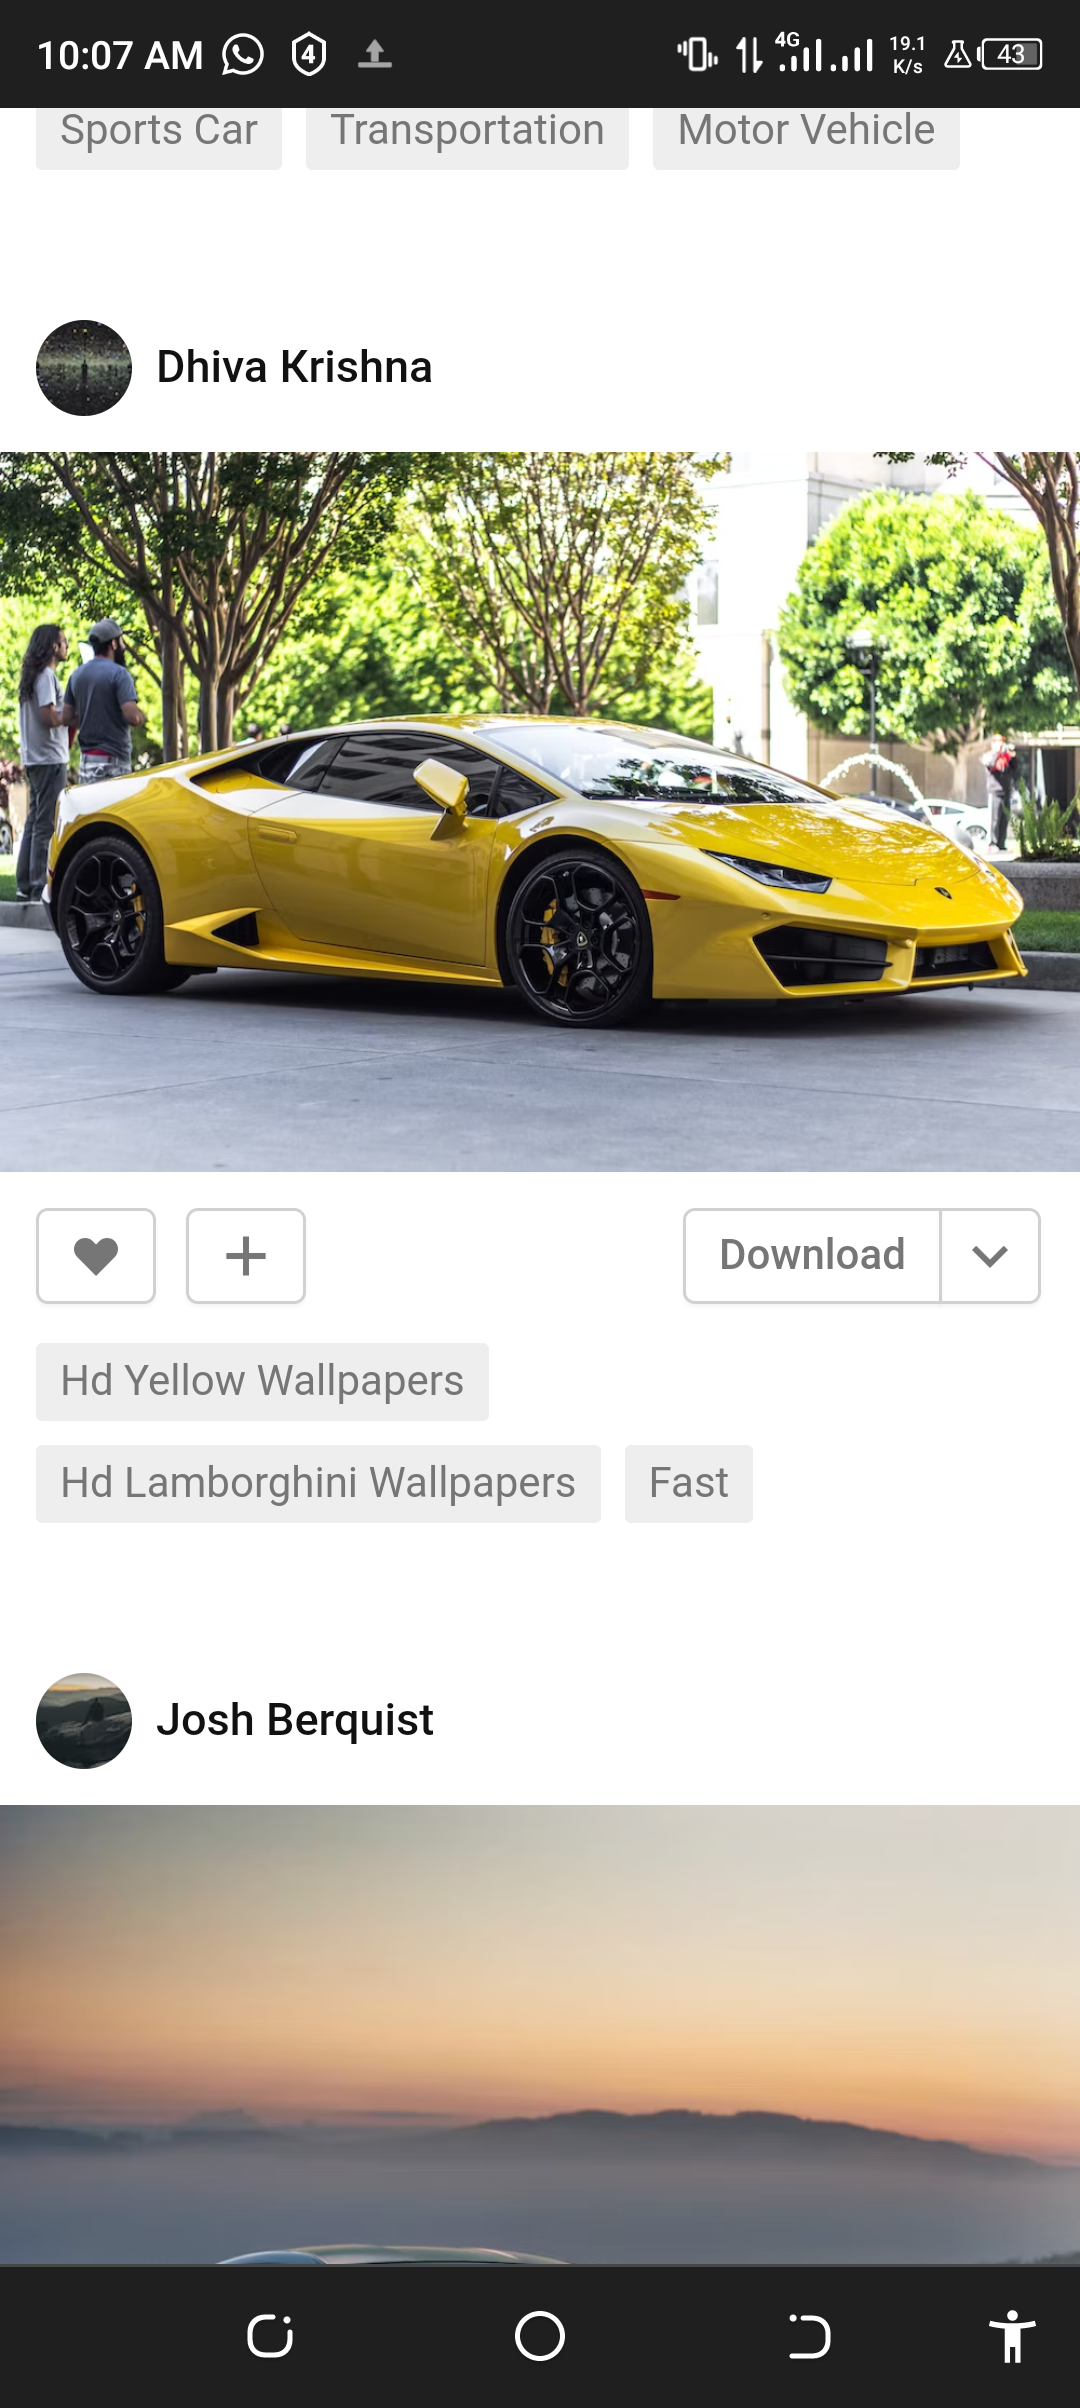 10:07 AM 4 4G 19.1 K/s 43
Sports Car Transportation Motor Vehicle
Dhiva Krishna
Download
Hd Yellow Wallpapers
Hd Lamborghini Wallpapers Fast
Josh Berquist